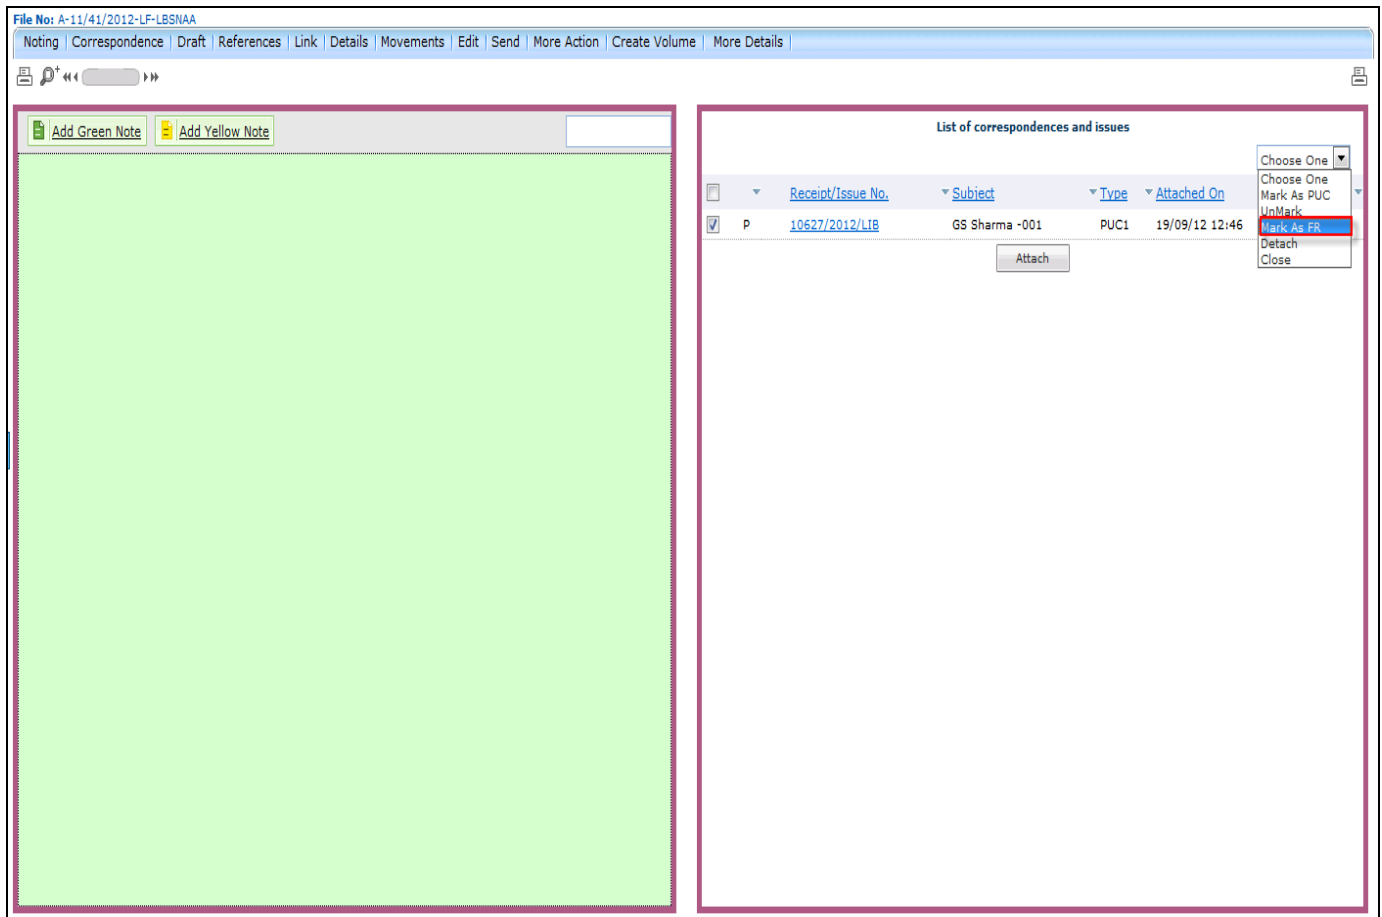 File No: A-11/41/2012-LF-LBSNAA
Noting | Correspondence | Draft | References | Link | Details | Movements | Edit | Send | More Action | Create Volume | More Details |
Add Green Note Add Yellow Note
List of correspondences and issues
Choose One
Choose One
Mark As PUC
UnMark
Mark As FR
Detach
Close
Receipt/Issue No. Subject Type Attached On
P 10627/2012/LIB GS Sharma -001 PUC1 19/09/12 12:46
Attach